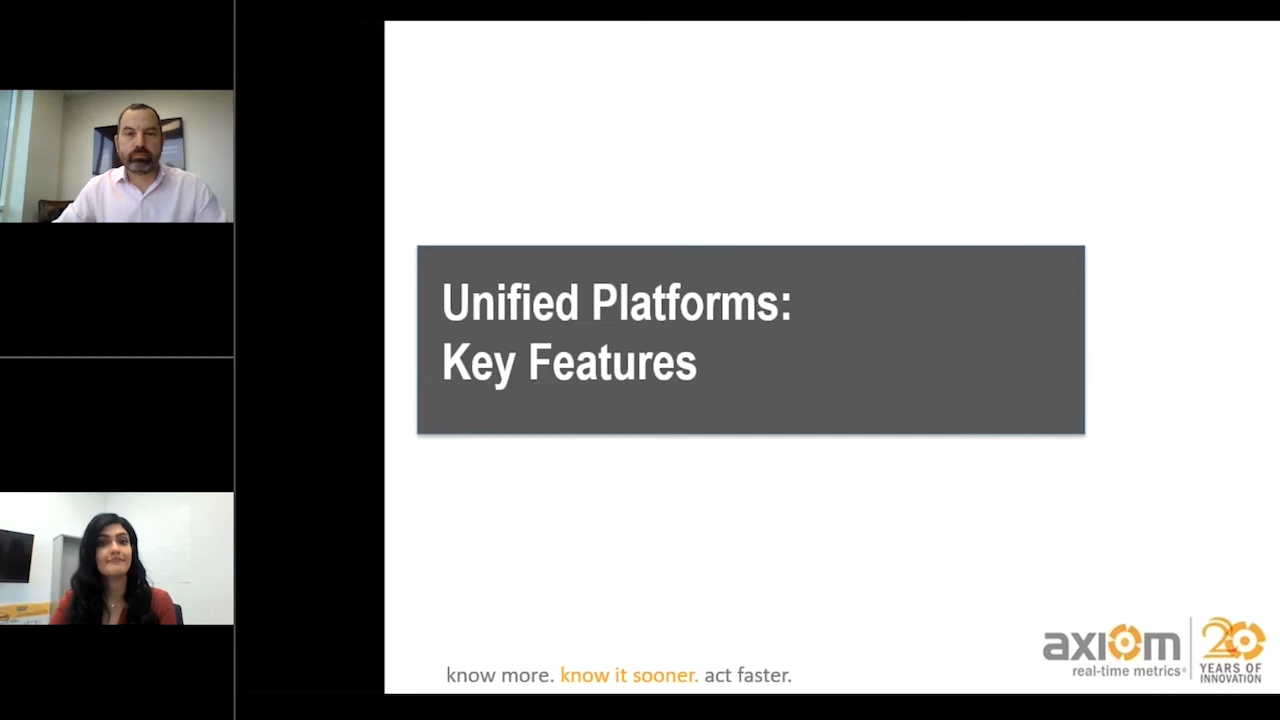 Unified Platforms:
Key Features
know more. know it sooner. act faster.
axiom
real-time metrics®
20
YEARS OF
INNOVATION